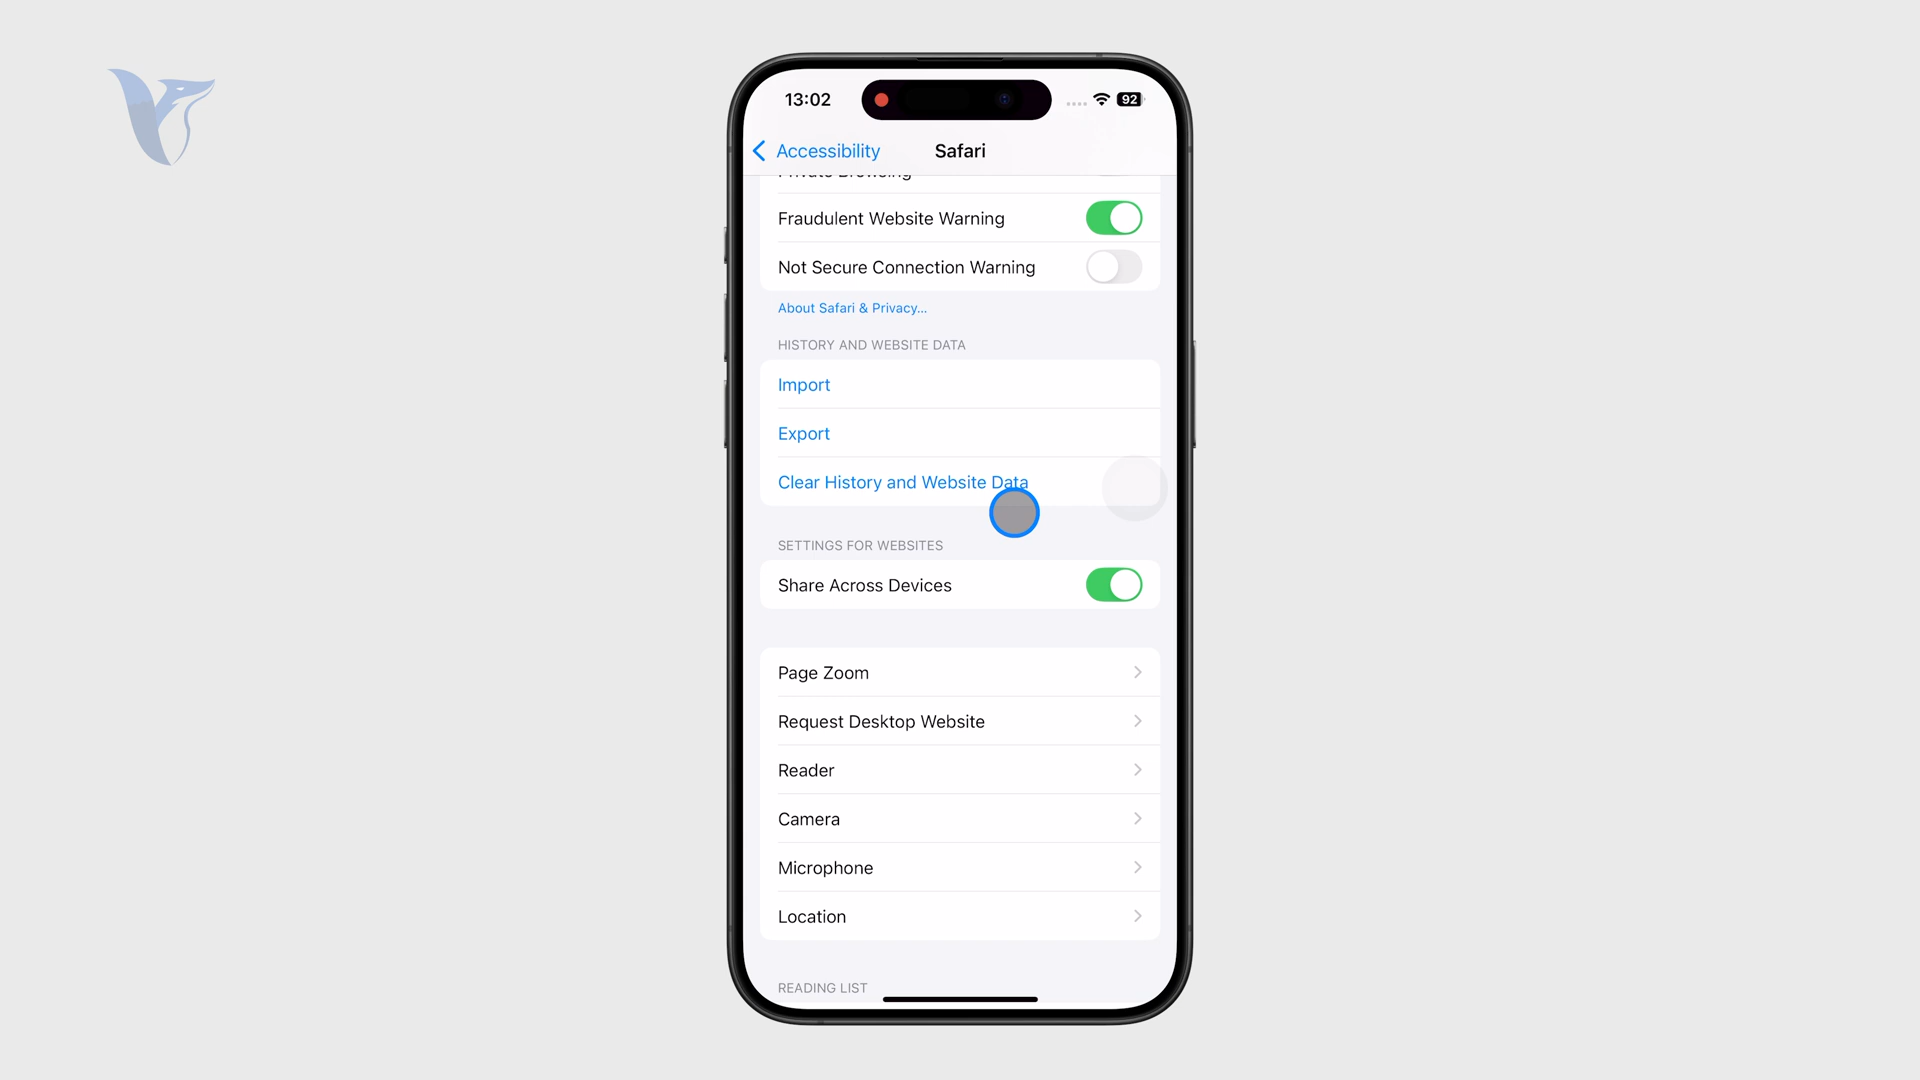 13:02
92
Accessibility
Safari
Private Browsing
Fraudulent Website Warning
Not Secure Connection Warning
About Safari & Privacy...
HISTORY AND WEBSITE DATA
Import
Export
Clear History and Website Data
SETTINGS FOR WEBSITES
Share Across Devices
Page Zoom
Request Desktop Website
Reader
Camera
Microphone
Location
READING LIST